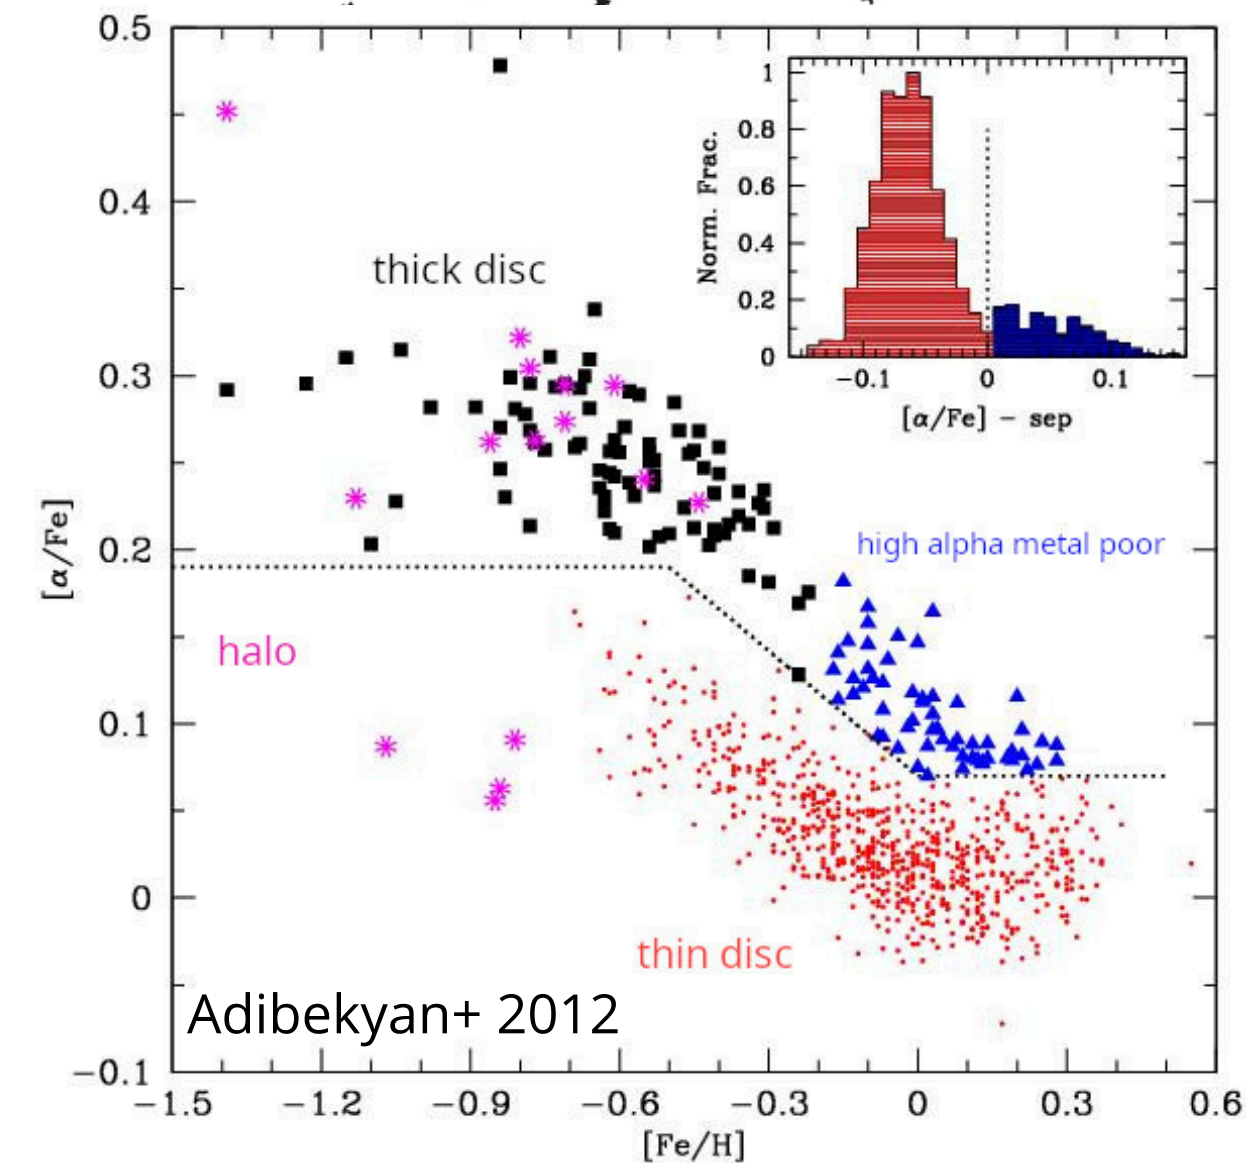 0.5
0.4
0.3
0.2
0.1
0
−0.1
[α/Fe]
−1.5
−1.2
−0.9
−0.6
−0.3
0
0.3
0.6
[Fe/H]
thick disc
high alpha metal poor
halo
thin disc
Adibekyan+ 2012
1
0.8
0.6
0.4
0.2
0
Norm. Frac.
−0.1
0
0.1
[α/Fe] − sep